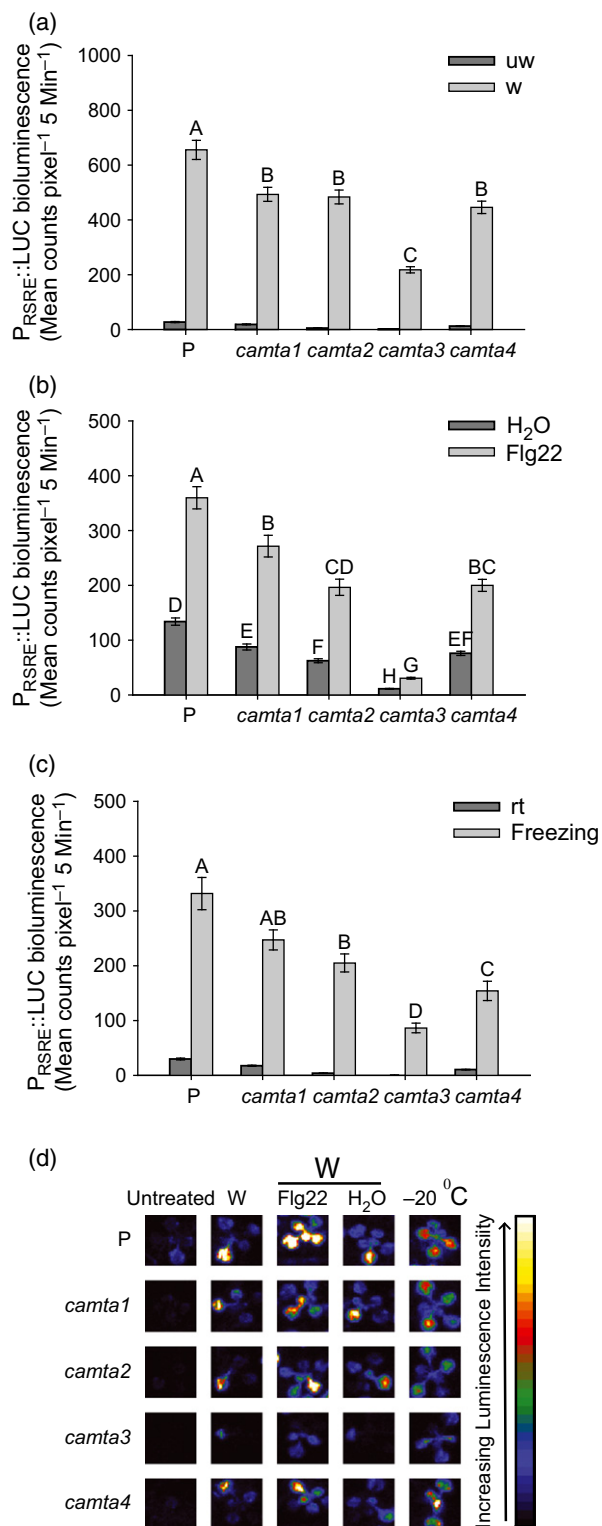 (a)
P_RSRE::LUC bioluminescence
(Mean counts pixel⁻¹ 5 Min⁻¹)
1000
800
600
400
200
0
uw
w
A
B
B
C
B
P
camta1
camta2
camta3
camta4
(b)
P_RSRE::LUC bioluminescence
(Mean counts pixel⁻¹ 5 Min⁻¹)
500
400
300
200
100
0
H₂O
Flg22
D
A
E
B
F
CD
H
G
EF
BC
P
camta1
camta2
camta3
camta4
(c)
P_RSRE::LUC bioluminescence
(Mean counts pixel⁻¹ 5 Min⁻¹)
500
400
300
200
100
0
rt
Freezing
A
AB
B
D
C
P
camta1
camta2
camta3
camta4
(d)
W
Untreated
W
Flg22
H₂O
–20 ⁰C
P
camta1
camta2
camta3
camta4
Increasing Luminescence Intensiity